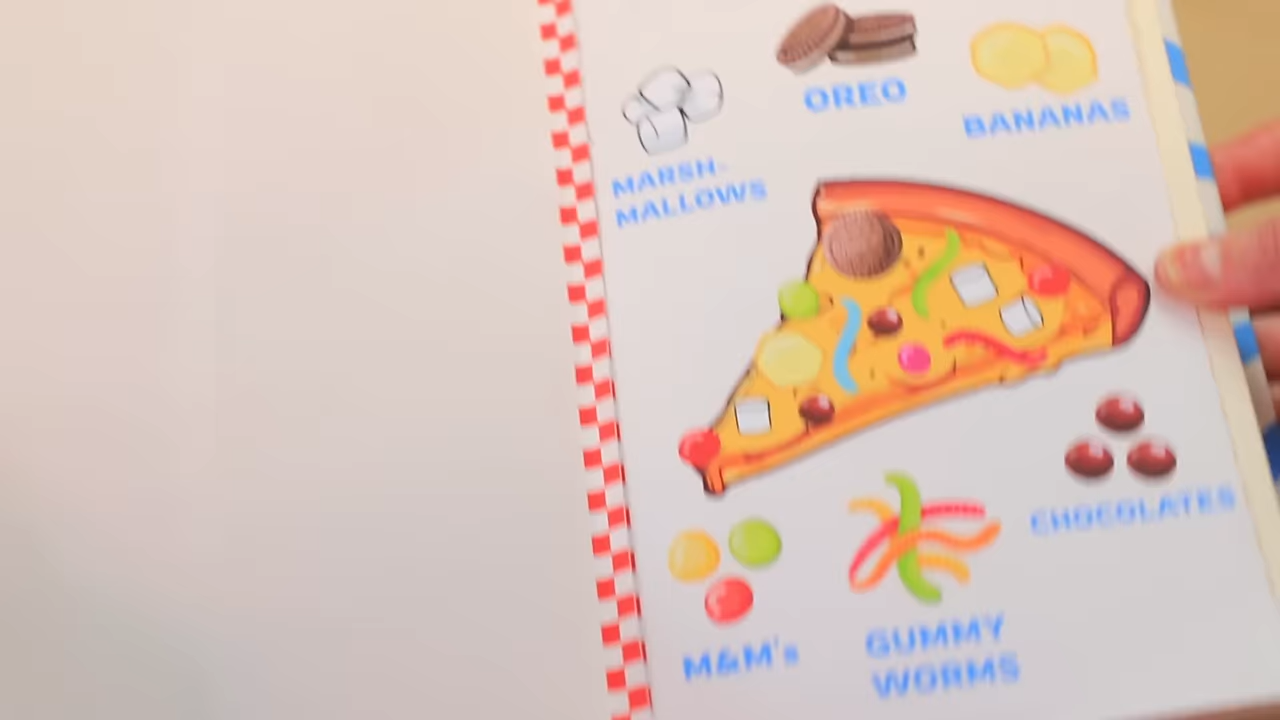 OREO
BANANAS
MARSH-
MALLOWS
CHOCOLATES
M&M's
GUMMY
WORMS